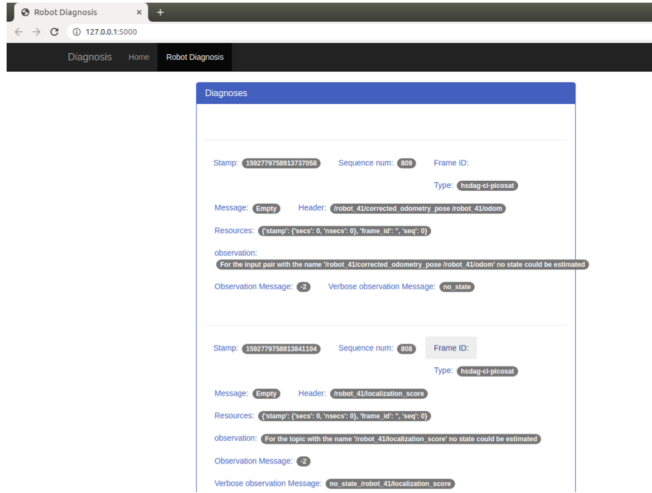 Robot Diagnosis
127.0.0.1:5000
Diagnosis Home Robot Diagnosis
Diagnoses
Stamp: 1592779758913737058 Sequence num: 809 Frame ID:
Type: hsdag-ci-picosat
Message: Empty Header: /robot_41/corrected_odometry_pose /robot_41/odom
Resources: {'stamp': {'secs': 0, 'nsecs': 0}, 'frame_id': '', 'seq': 0}
observation:
For the input pair with the name '/robot_41/corrected_odometry_pose /robot_41/odom' no state could be estimated
Observation Message: -2 Verbose observation Message: no_state
Stamp: 1592779758813841104 Sequence num: 808 Frame ID:
Type: hsdag-ci-picosat
Message: Empty Header: /robot_41/localization_score
Resources: {'stamp': {'secs': 0, 'nsecs': 0}, 'frame_id': '', 'seq': 0}
observation: For the topic with the name '/robot_41/localization_score' no state could be estimated
Observation Message: -2
Verbose observation Message: no_state_/robot_41/localization_score